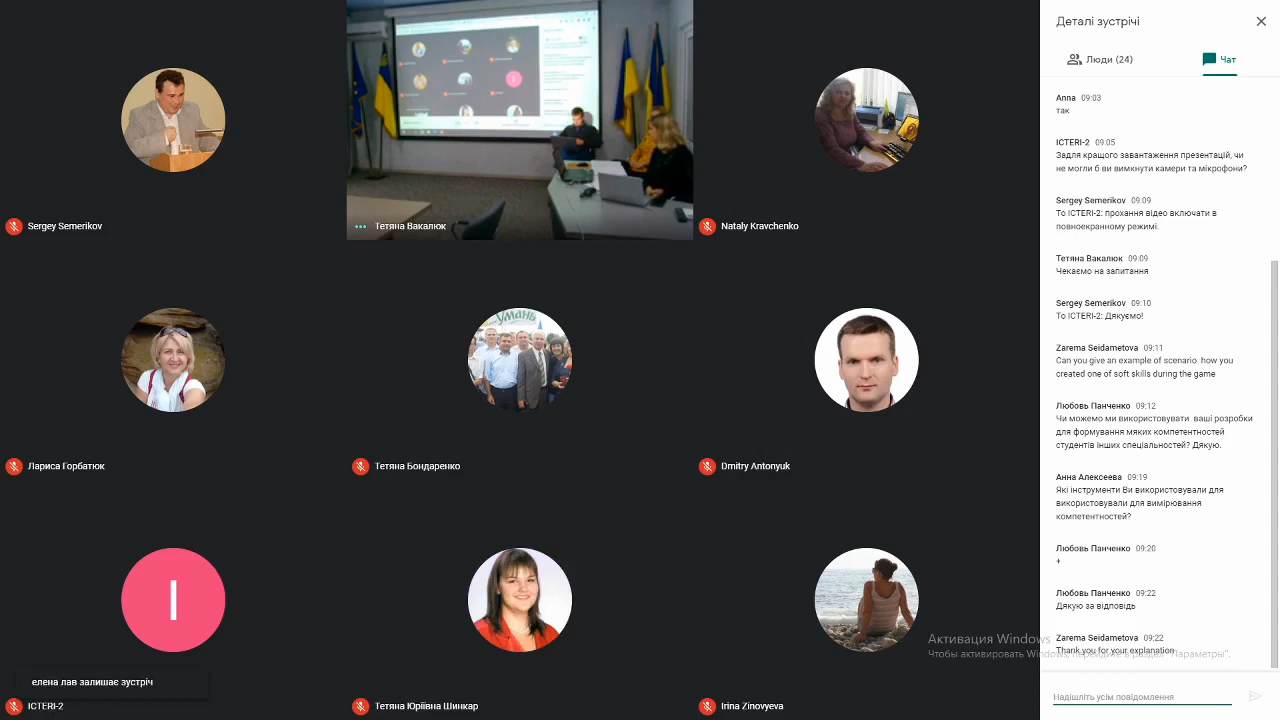 Sergey Semerikov
Тетяна Вакалюк
Nataly Kravchenko
Лариса Горбатюк
умань
Тетяна Бондаренко
Dmitry Antonyuk
I
елена лав залишає зустріч
ICTERI-2
Тетяна Юріївна Шинкар
Irina Zinovyeva
Деталі зустрічі
Люди (24)
Чат
Anna 09:03
так
ICTERI-2 09:05
Задля кращого завантаження презентацій, чи
не могли б ви вимкнути камери та мікрофони?
Sergey Semerikov 09:09
To ICTERI-2: прохання відео включати в
повноекранному режимі.
Тетяна Вакалюк 09:09
Чекаємо на запитання
Sergey Semerikov 09:10
To ICTERI-2: Дякуємо!
Zarema Seidametova 09:11
Can you give an example of scenario how you
created one of soft skills during the game
Любовь Панченко 09:12
Чи можемо ми використовувати ваші розробки
для формування мяких компетентностей
студентів інших спеціальностей? Дякую.
Анна Алексеева 09:19
Які інструменти Ви використовували для
використовували для вимірювання
компетентностей?
Любовь Панченко 09:20
+
Любовь Панченко 09:22
Дякую за відповідь
Zarema Seidametova 09:22
Thank you for your explanation
Активация Windows
Чтобы активировать Windows, перейдите в раздел "Параметры".
Надішліть усім повідомлення